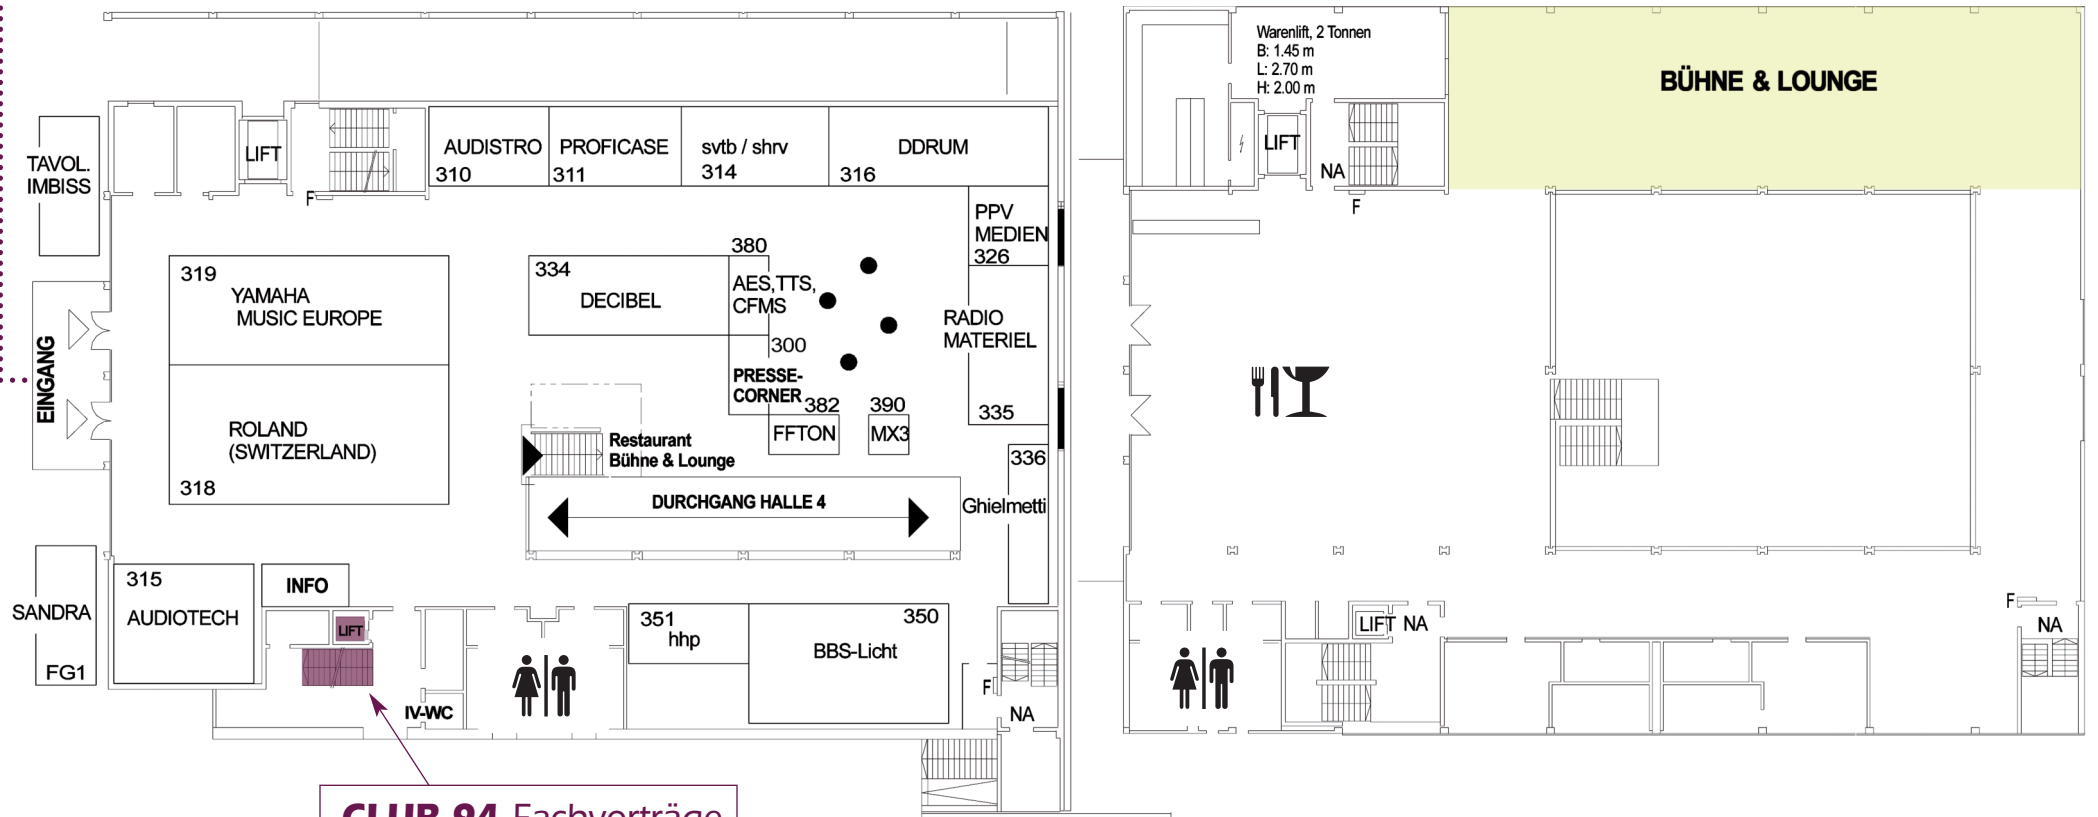 TAVOL.
IMBISS
LIFT
F
AUDISTRO
310
PROFICASE
311
svtb / shrv
314
DDRUM
316
PPV
MEDIEN
326
319
YAMAHA
MUSIC EUROPE
334
DECIBEL
380
AES,TTS,
CFMS
300
PRESSE-
CORNER
382
FFTON
390
MX3
RADIO
MATERIEL
335
EINGANG
ROLAND
(SWITZERLAND)
318
Restaurant
Bühne & Lounge
DURCHGANG HALLE 4
336
Ghielmetti
SANDRA
FG1
315
AUDIOTECH
INFO
LIFT
IV-WC
351
hhp
350
BBS-Licht
F
NA
CLUB 94 Fachvorträge
Warenlift, 2 Tonnen
B: 1.45 m
L: 2.70 m
H: 2.00 m
LIFT
NA
F
BÜHNE & LOUNGE
LIFT NA
F
NA